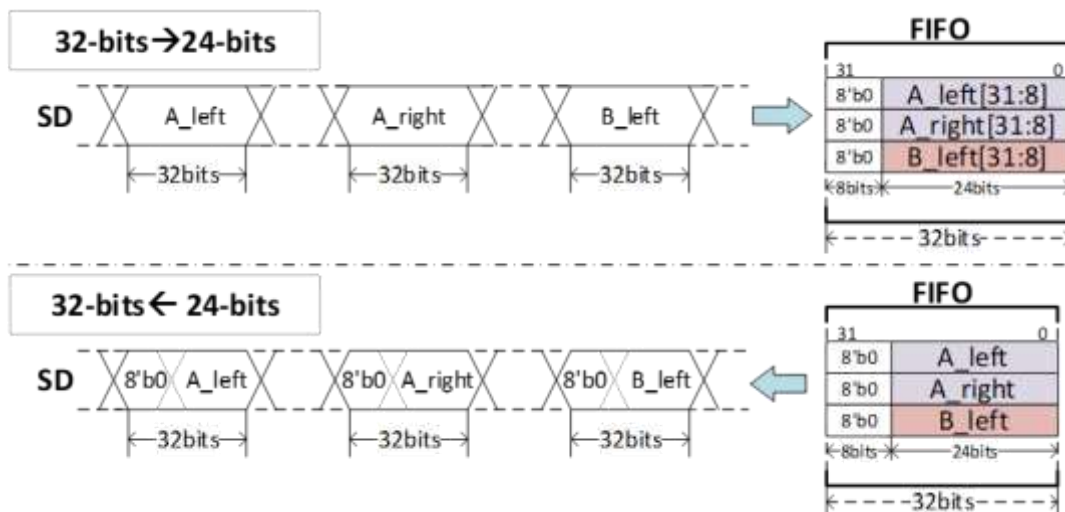 32-bits→24-bits
FIFO
31 0
SD A_left A_right B_left
8'b0 A_left[31:8]
8'b0 A_right[31:8]
8'b0 B_left[31:8]
32bits 32bits 32bits
8bits 24bits
32bits
32-bits← 24-bits
FIFO
31 0
SD 8'b0 A_left 8'b0 A_right 8'b0 B_left
8'b0 A_left
8'b0 A_right
8'b0 B_left
32bits 32bits 32bits
8bits 24bits
32bits